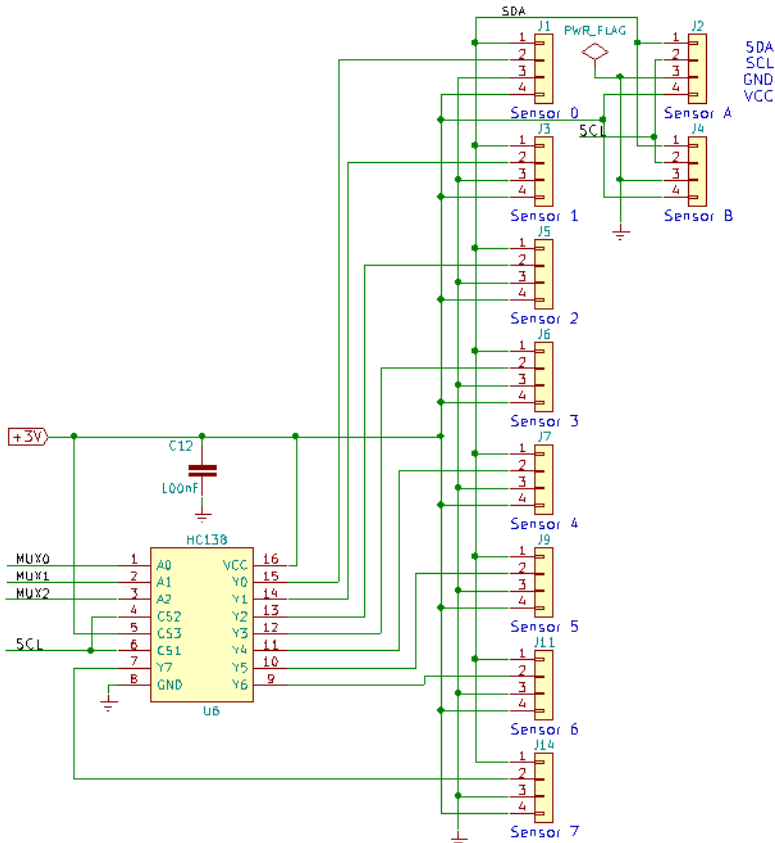 SDA
J1
1
2
3
4
Sensor 0
PWR_FLAG
J2
1
2
3
4
Sensor A
SDA
SCL
GND
VCC
SCL
J3
1
2
3
4
Sensor 1
J4
1
2
3
4
Sensor B
J5
1
2
3
4
Sensor 2
J6
1
2
3
4
Sensor 3
+3V
C12
100nF
J7
1
2
3
4
Sensor 4
HC138
MUX0 1 A0 VCC 16
MUX1 2 A1 Y0 15
MUX2 3 A2 Y1 14
4 CS2 Y2 13
5 CS3 Y3 12
SCL 6 CS1 Y4 11
7 Y7 Y5 10
8 GND Y6 9
U6
J9
1
2
3
4
Sensor 5
J11
1
2
3
4
Sensor 6
J14
1
2
3
4
Sensor 7